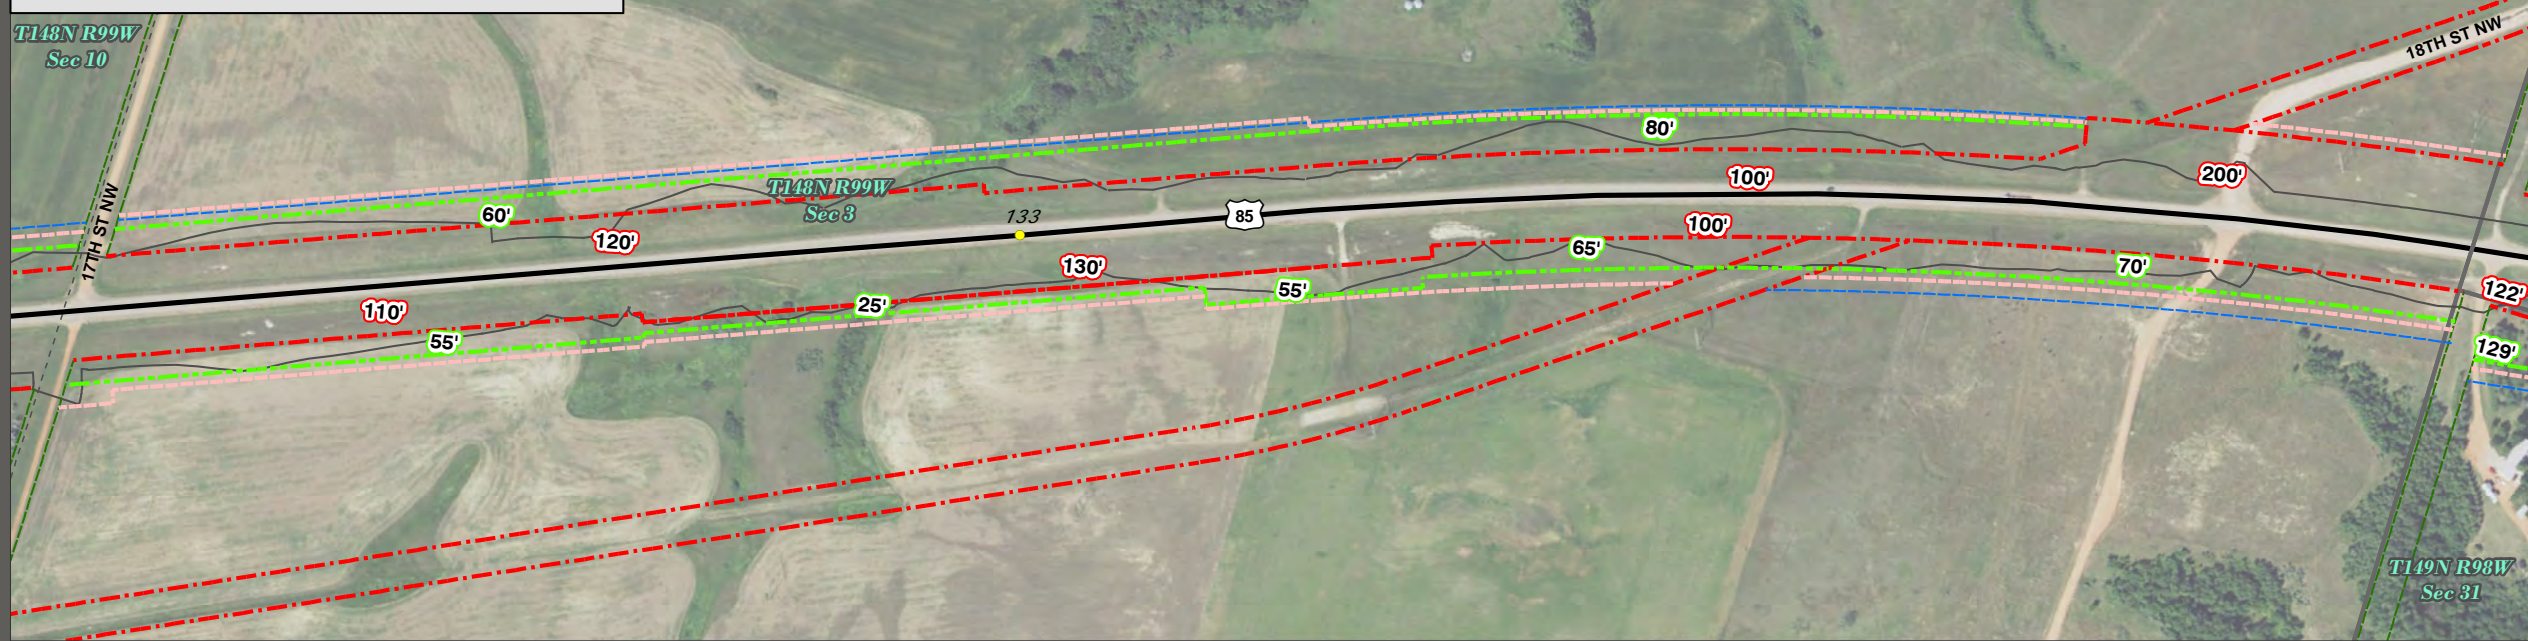 T148N R99W
Sec 10
17TH ST NW
18TH ST NW
60'
120'
T148N R99W
Sec 3
133
85
80'
100'
200'
110'
55'
25'
130'
55'
65'
100'
70'
122'
129'
T149N R98W
Sec 31